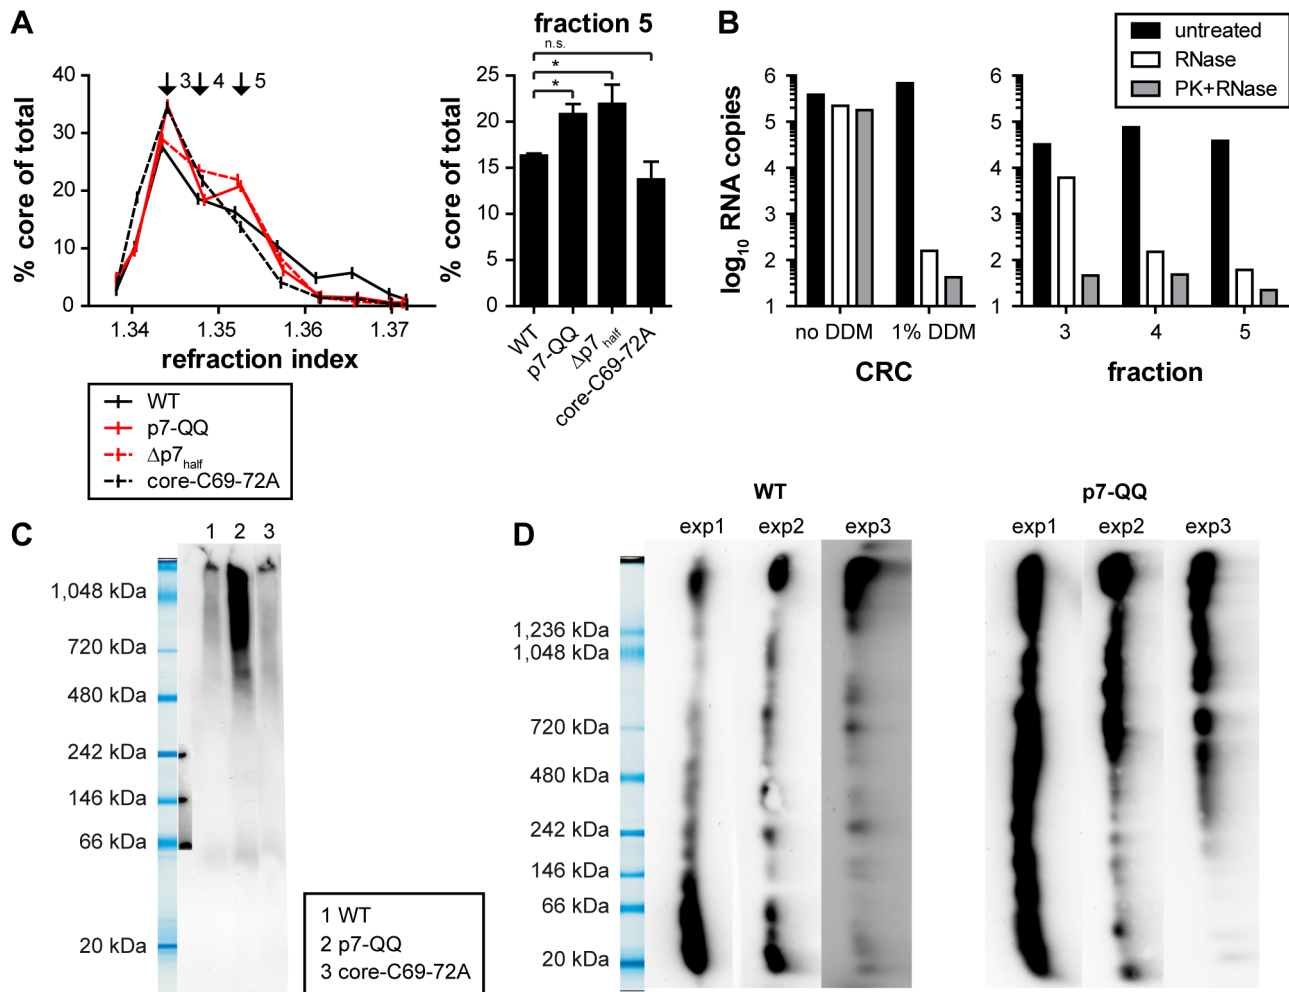 A
% core of total
40
30
20
10
0
3 4 5
1.34 1.35 1.36 1.37
refraction index
WT
p7-QQ
Δp7half
core-C69-72A
fraction 5
n.s.
*
*
% core of total
25
20
15
10
5
0
WT
p7-QQ
Δp7half
core-C69-72A
B
untreated
RNase
PK+RNase
log10 RNA copies
6
5
4
3
2
1
no DDM 1% DDM
CRC
6
5
4
3
2
1
3 4 5
fraction
C
1 2 3
1,048 kDa
720 kDa
480 kDa
242 kDa
146 kDa
66 kDa
20 kDa
1 WT
2 p7-QQ
3 core-C69-72A
D
WT
exp1 exp2 exp3
p7-QQ
exp1 exp2 exp3
1,236 kDa
1,048 kDa
720 kDa
480 kDa
242 kDa
146 kDa
66 kDa
20 kDa